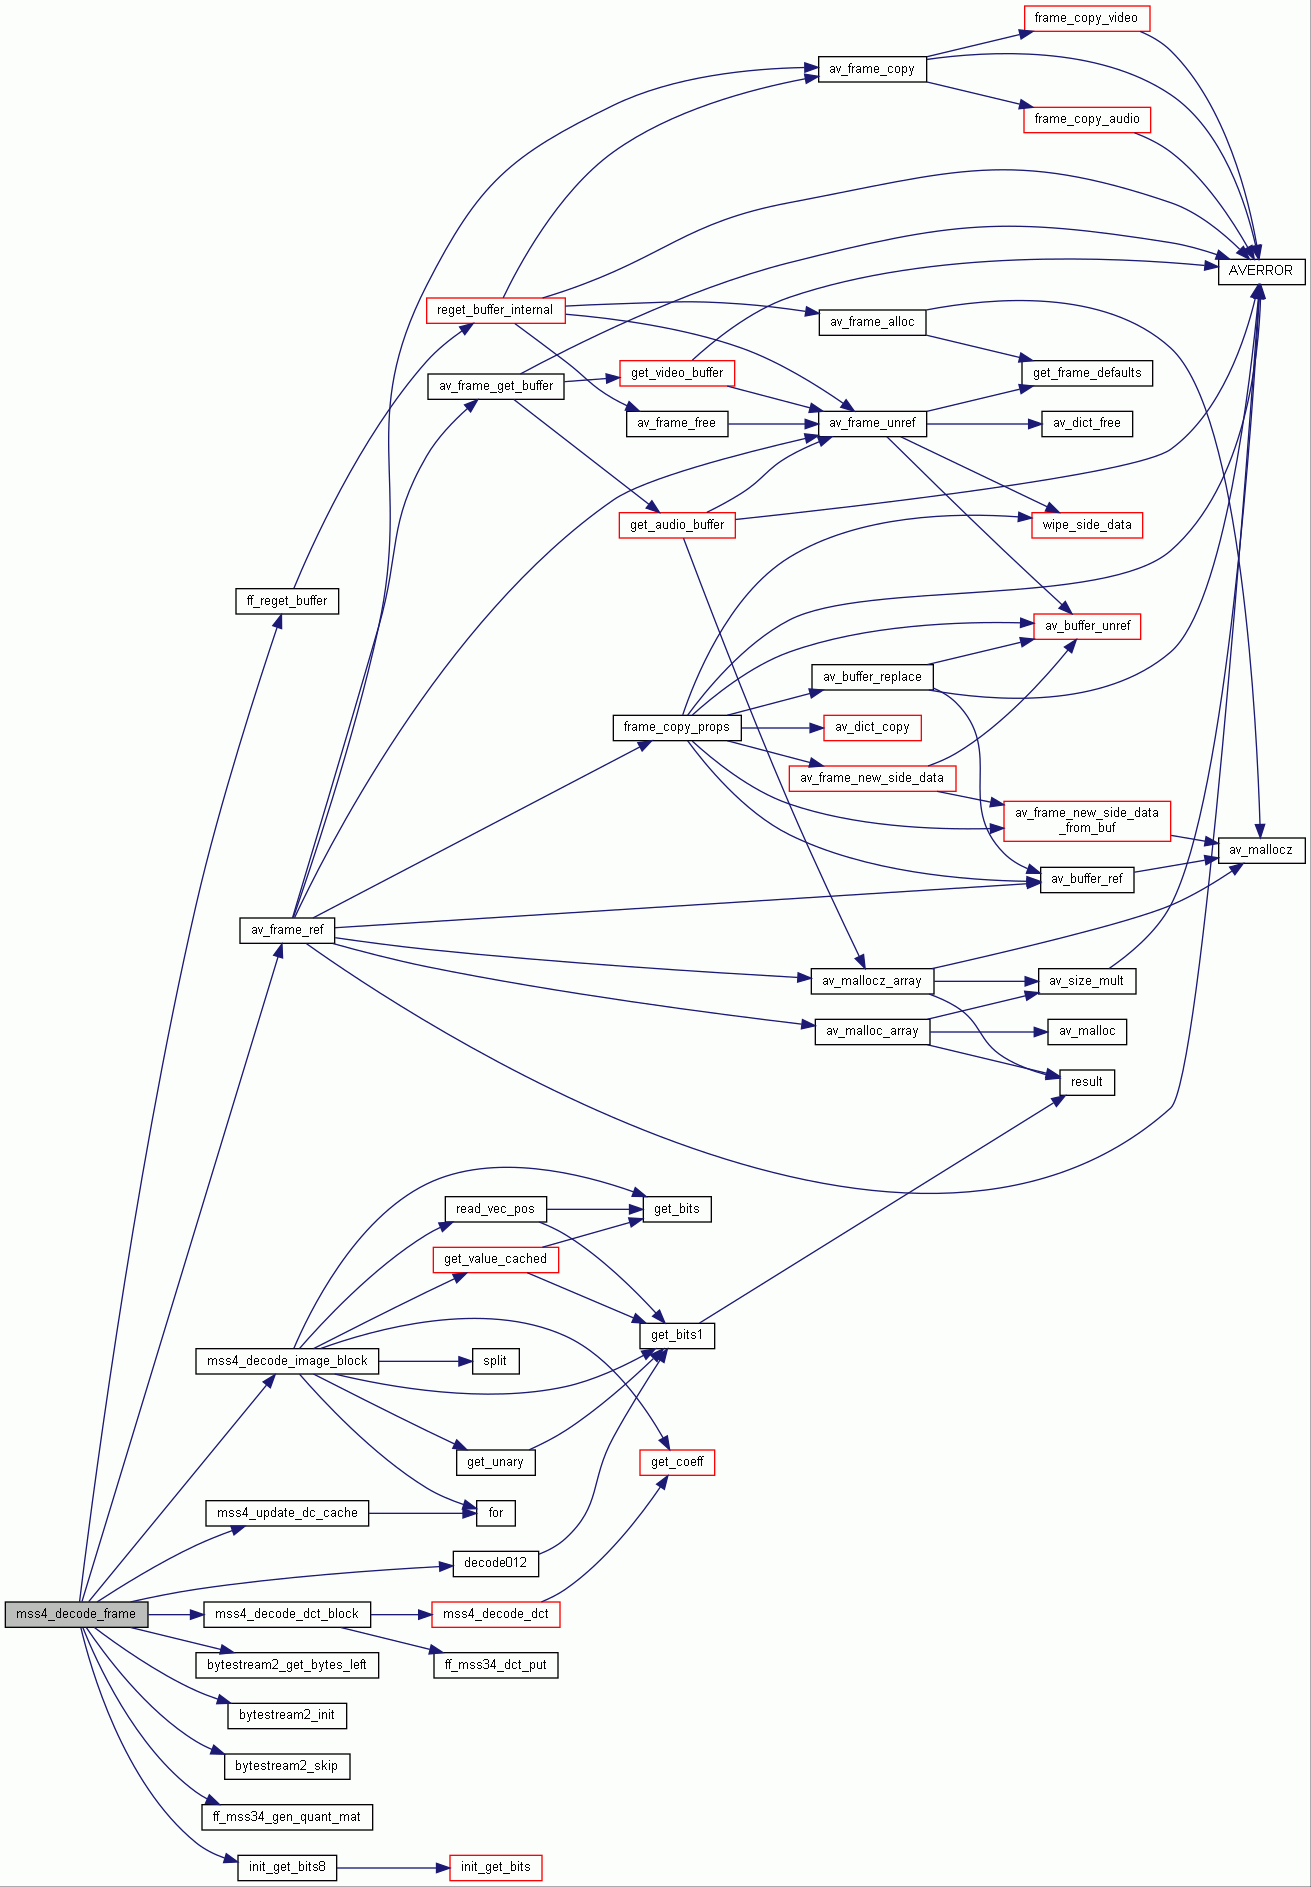 frame_copy_video
av_frame_copy
frame_copy_audio
AVERROR
reget_buffer_internal
av_frame_alloc
get_video_buffer
get_frame_defaults
av_frame_get_buffer
av_frame_free
av_frame_unref
av_dict_free
get_audio_buffer
wipe_side_data
ff_reget_buffer
av_buffer_unref
av_buffer_replace
frame_copy_props
av_dict_copy
av_frame_new_side_data
av_frame_new_side_data
_from_buf
av_mallocz
av_buffer_ref
av_frame_ref
av_mallocz_array
av_size_mult
av_malloc_array
av_malloc
result
read_vec_pos
get_bits
get_value_cached
get_bits1
mss4_decode_image_block
split
get_unary
get_coeff
mss4_update_dc_cache
for
decode012
mss4_decode_frame
mss4_decode_dct_block
mss4_decode_dct
bytestream2_get_bytes_left
ff_mss34_dct_put
bytestream2_init
bytestream2_skip
ff_mss34_gen_quant_mat
init_get_bits8
init_get_bits